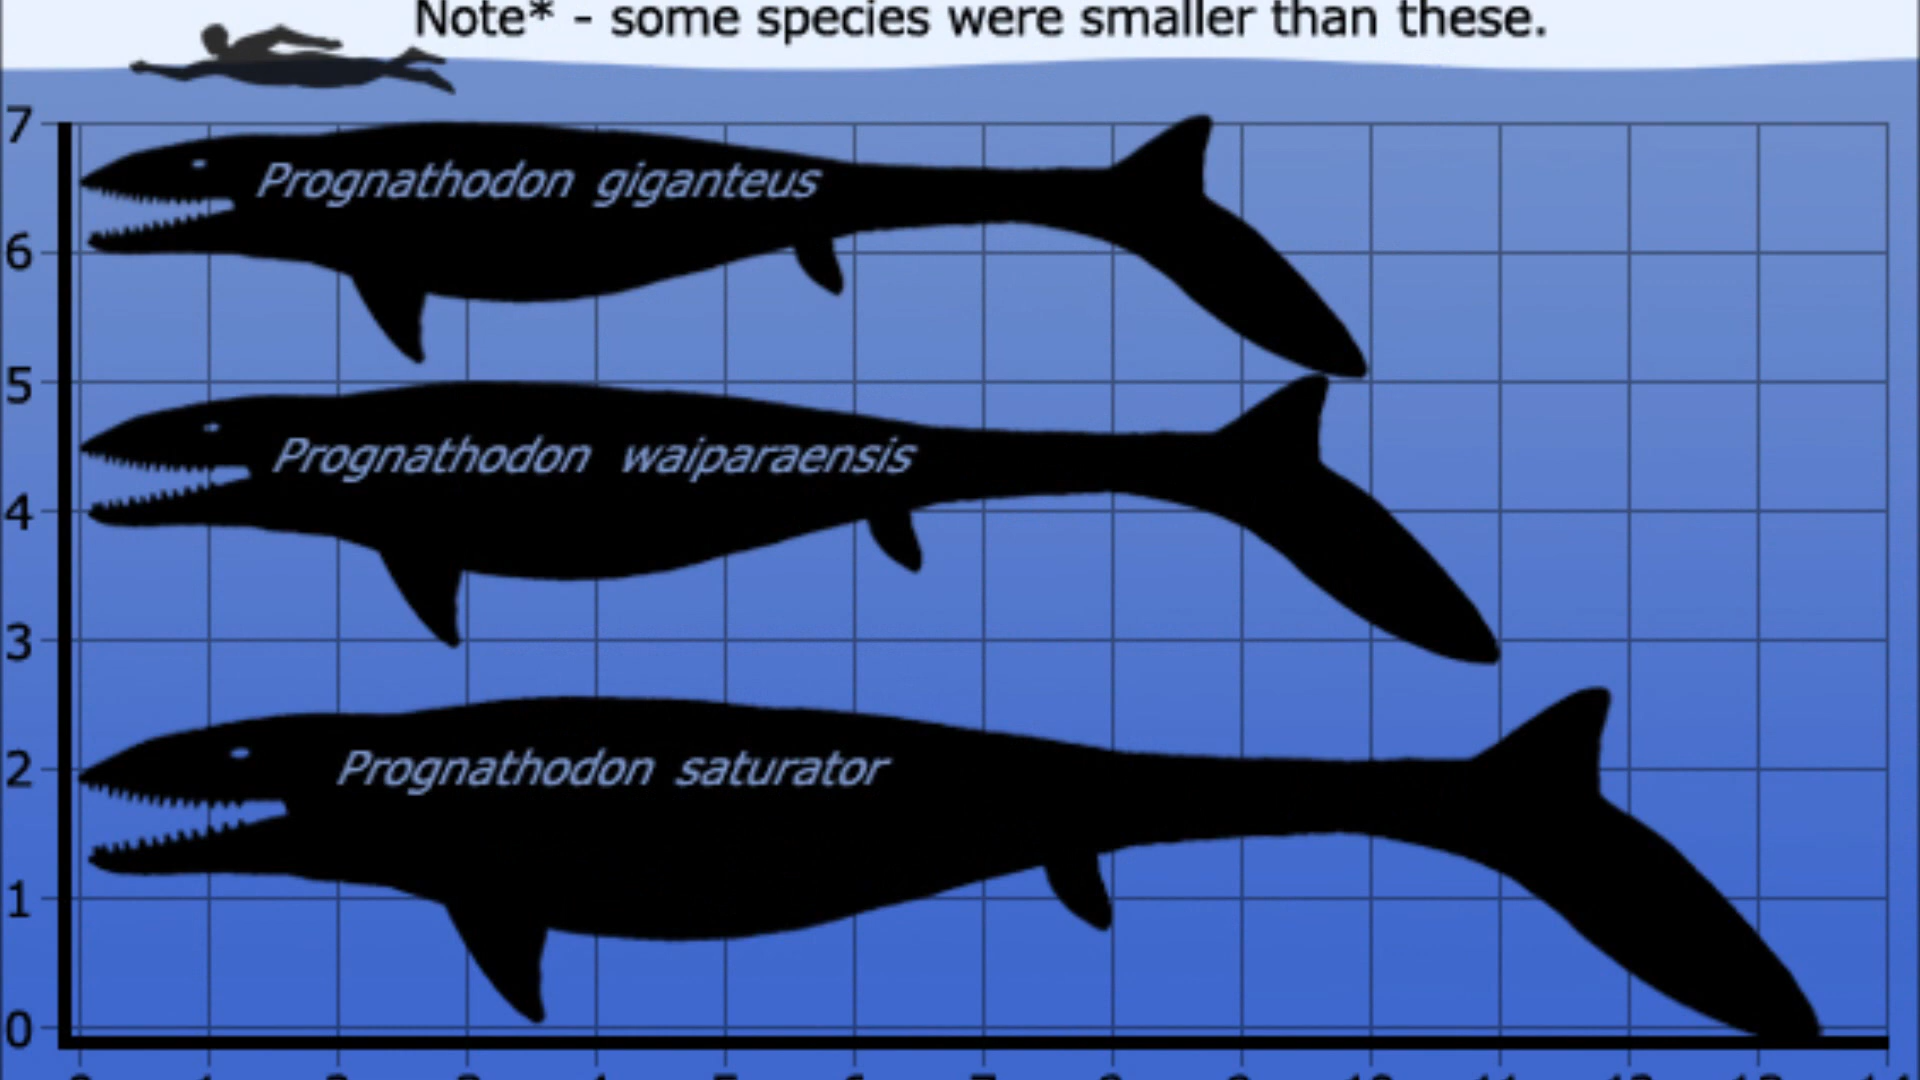 Note* - some species were smaller than these.
7
Prognathodon giganteus
6
5
Prognathodon waiparaensis
4
3
2
Prognathodon saturator
1
0